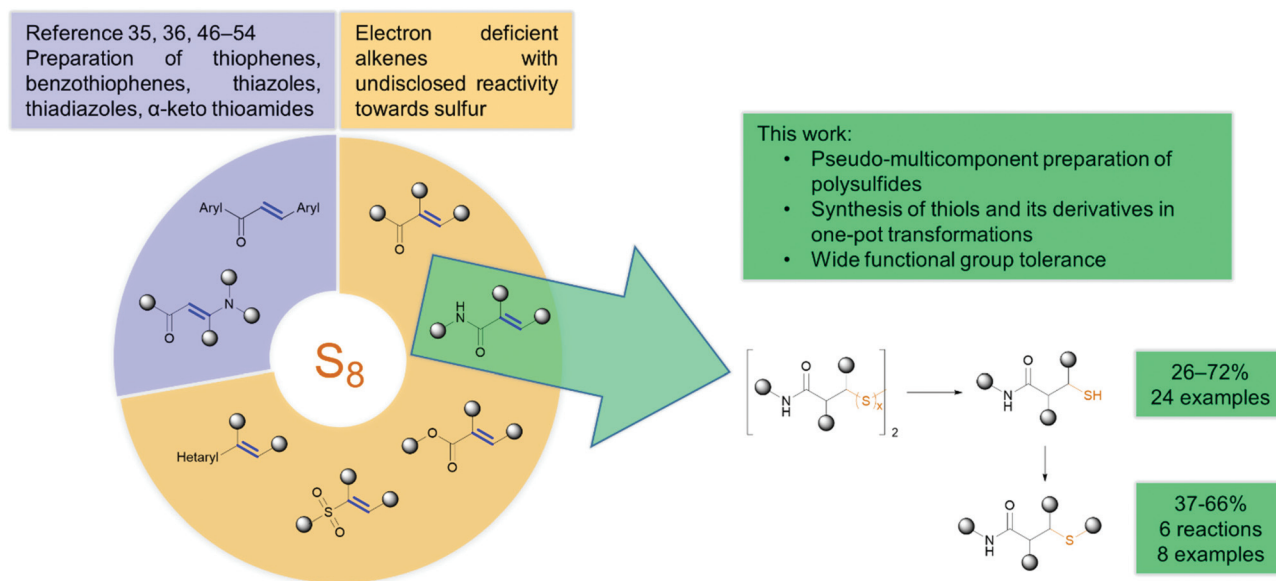 Reference 35, 36, 46–54
Preparation of thiophenes,
benzothiophenes, thiazoles,
thiadiazoles, α-keto thioamides
Electron deficient
alkenes with
undisclosed reactivity
towards sulfur
This work:
• Pseudo-multicomponent preparation of
polysulfides
• Synthesis of thiols and its derivatives in
one-pot transformations
• Wide functional group tolerance
Aryl
Aryl
O
O
N
O
H
N
O
S8
Hetaryl
O
O
S
O
O
O
N
H
(S)x
2
O
N
H
SH
26–72%
24 examples
O
N
H
S
37-66%
6 reactions
8 examples